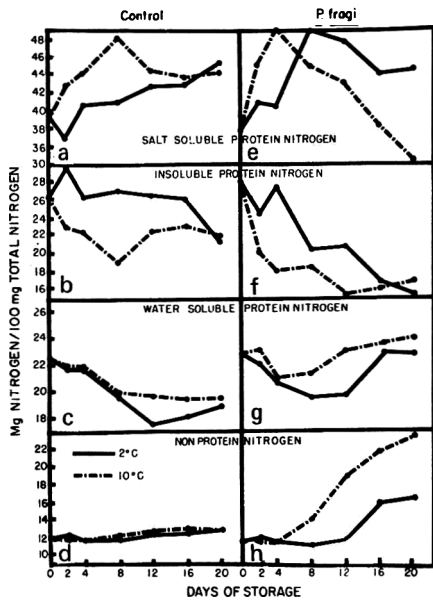 Control P. fragi
48
46
44
42
40
38
36
a e
SALT SOLUBLE PROTEIN NITROGEN
30
INSOLUBLE PROTEIN NITROGEN
28
26
24
22
20
18
16
b f
WATER SOLUBLE PROTEIN NITROGEN
26
24
22
20
18
c g
NON PROTEIN NITROGEN
22
20
18
16
14
12
10
2°C
10°C
d h
0 2 4 8 12 16 20 0 2 4 8 12 16 20
DAYS OF STORAGE
Mg NITROGEN/100 mg TOTAL NITROGEN